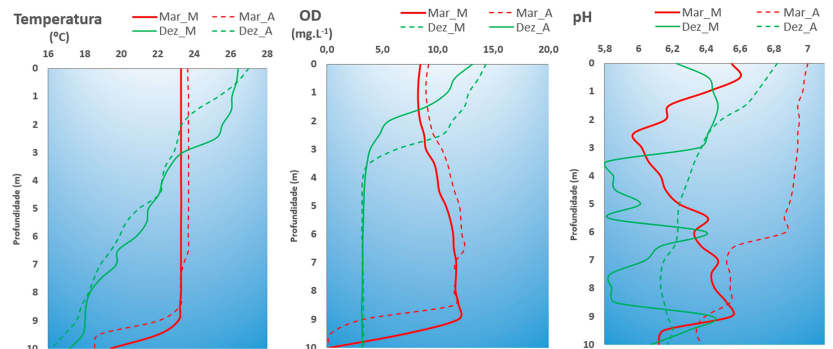 Temperatura
(°C)
Mar_M
Mar_A
Dez_M
Dez_A
16 18 20 22 24 26 28
0
1
2
3
4
5
6
7
8
9
10
Profundidade (m)
OD
(mg.L⁻¹)
Mar_M
Mar_A
Dez_M
Dez_A
0.0 5.0 10.0 15.0 20.0
0
1
2
3
4
5
6
7
8
9
10
Profundidade (m)
pH
Mar_M
Mar_A
Dez_M
Dez_A
5,8 6 6,2 6,4 6,6 6,8 7
0
1
2
3
4
5
6
7
8
9
10
Profundidade (m)